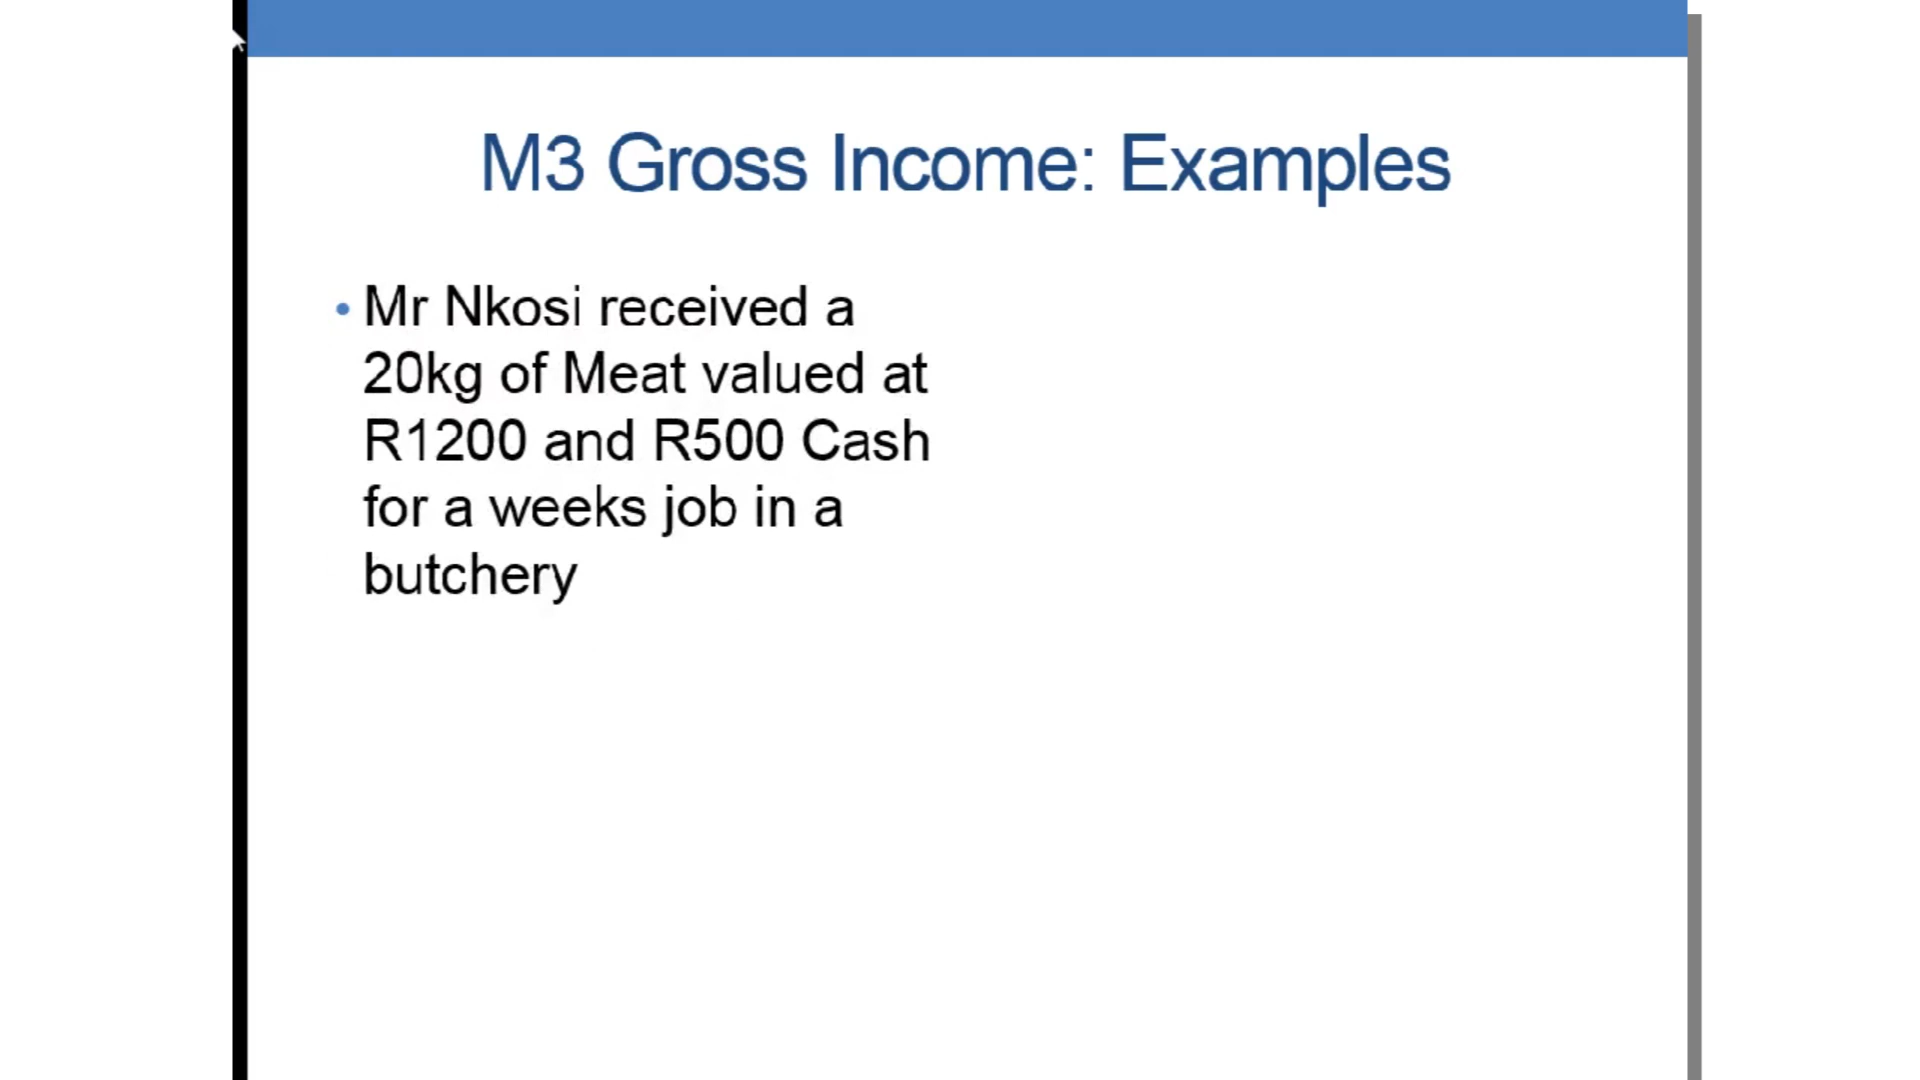 M3 Gross Income: Examples
• Mr Nkosi received a
20kg of Meat valued at
R1200 and R500 Cash
for a weeks job in a
butchery